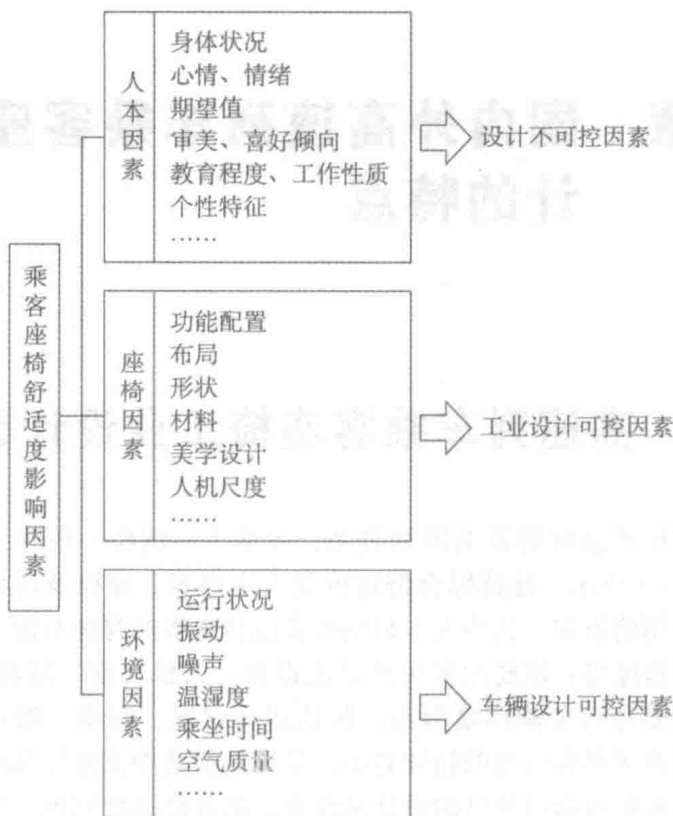 乘客座椅舒适度影响因素
人本因素
身体状况
心情、情绪
期望值
审美、喜好倾向
教育程度、工作性质
个性特征
……
设计不可控因素
座椅因素
功能配置
布局
形状
材料
美学设计
人机尺度
……
工业设计可控因素
环境因素
运行状况
振动
噪声
温湿度
乘坐时间
空气质量
……
车辆设计可控因素